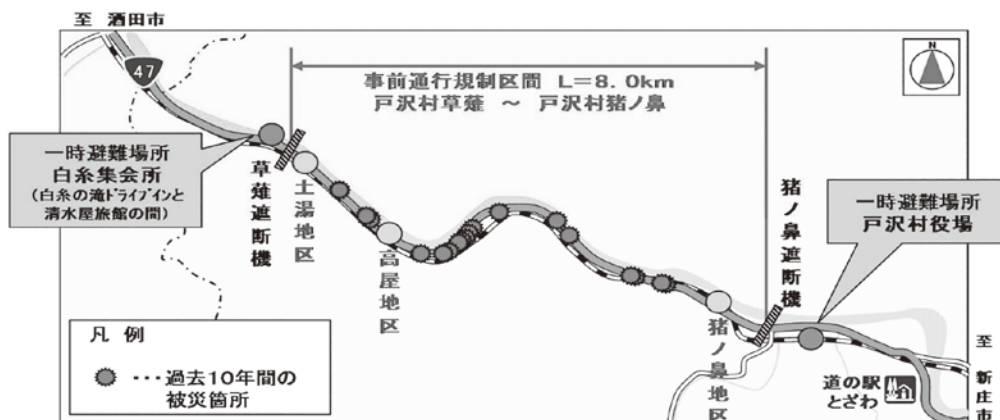 至 酒田市
47
事前通行規制区間 L=8.0km
戸沢村草薙 ~ 戸沢村猪ノ鼻
N
一時避難場所
白糸集会所
(白糸の滝ドライブインと
清水屋旅館の間)
草薙遮断機
土湯地区
高屋地区
猪ノ鼻遮断機
猪ノ鼻地区
一時避難場所
戸沢村役場
凡 例
･･･過去10年間の
被災箇所
道の駅
とざわ
至 新庄市